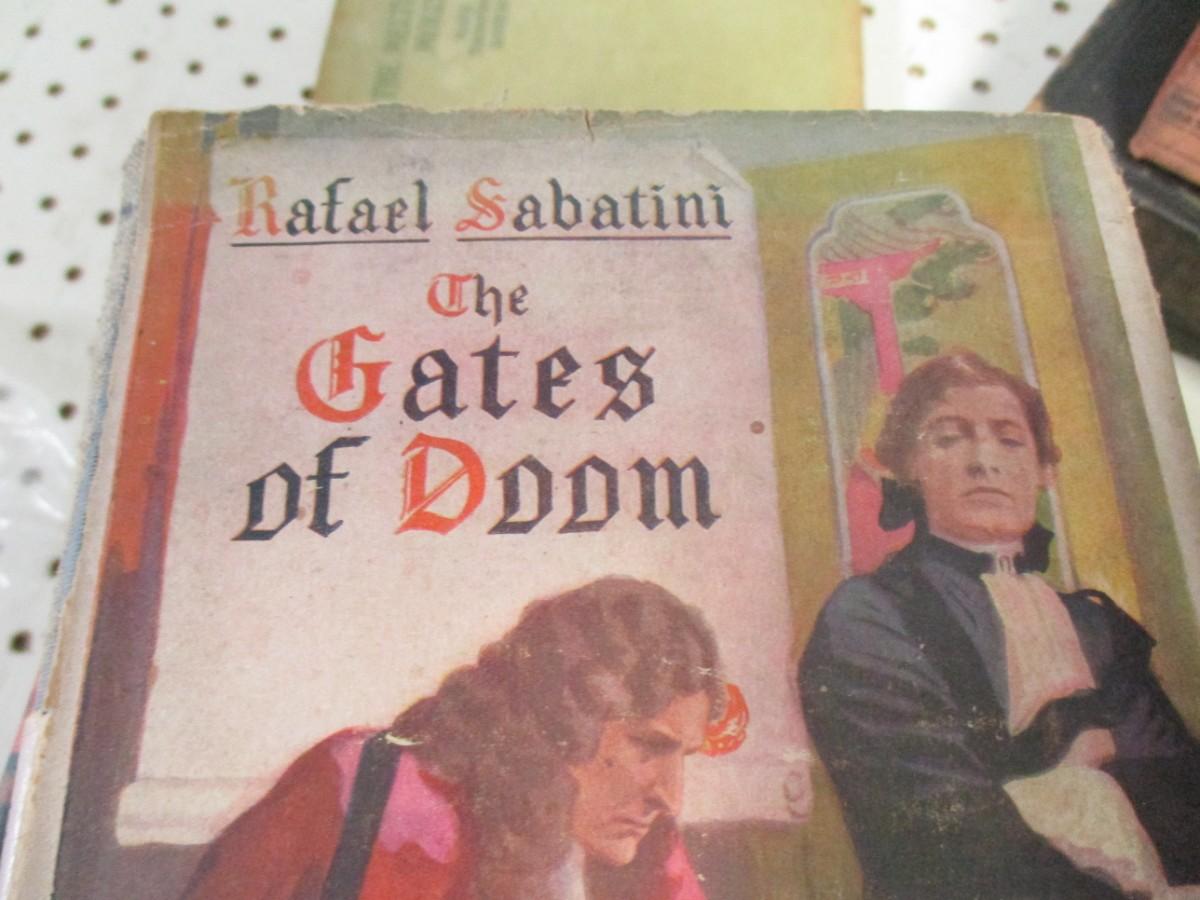 Rafael Sabatini
The
Gates
of Doom